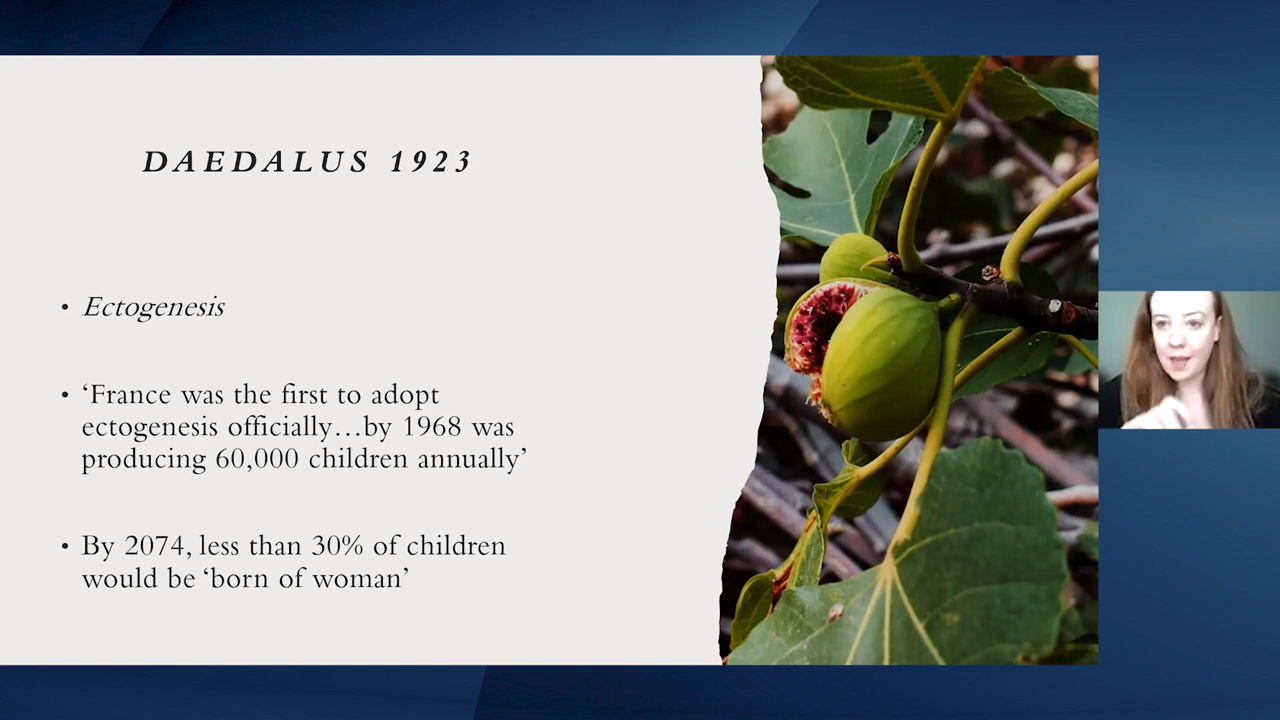 DAEDALUS 1923
• Ectogenesis
• ‘France was the first to adopt
ectogenesis officially…by 1968 was
producing 60,000 children annually’
• By 2074, less than 30% of children
would be ‘born of woman’